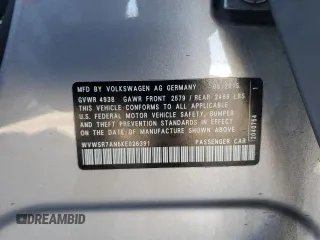 MFD BY VOLKSWAGEN AG GERMANY
GVWR 4938 GAWR FRONT 2679 / REAR 2469 LBS
THIS VEHICLE CONFORMS TO ALL APPLICABLE
U.S. FEDERAL MOTOR VEHICLE SAFETY, BUMPER
AND THEFT PREVENTION STANDARDS IN EFFECT
ON THE DATE OF MANUFACTURE SHOWN ABOVE.
PASSENGER CAR
1